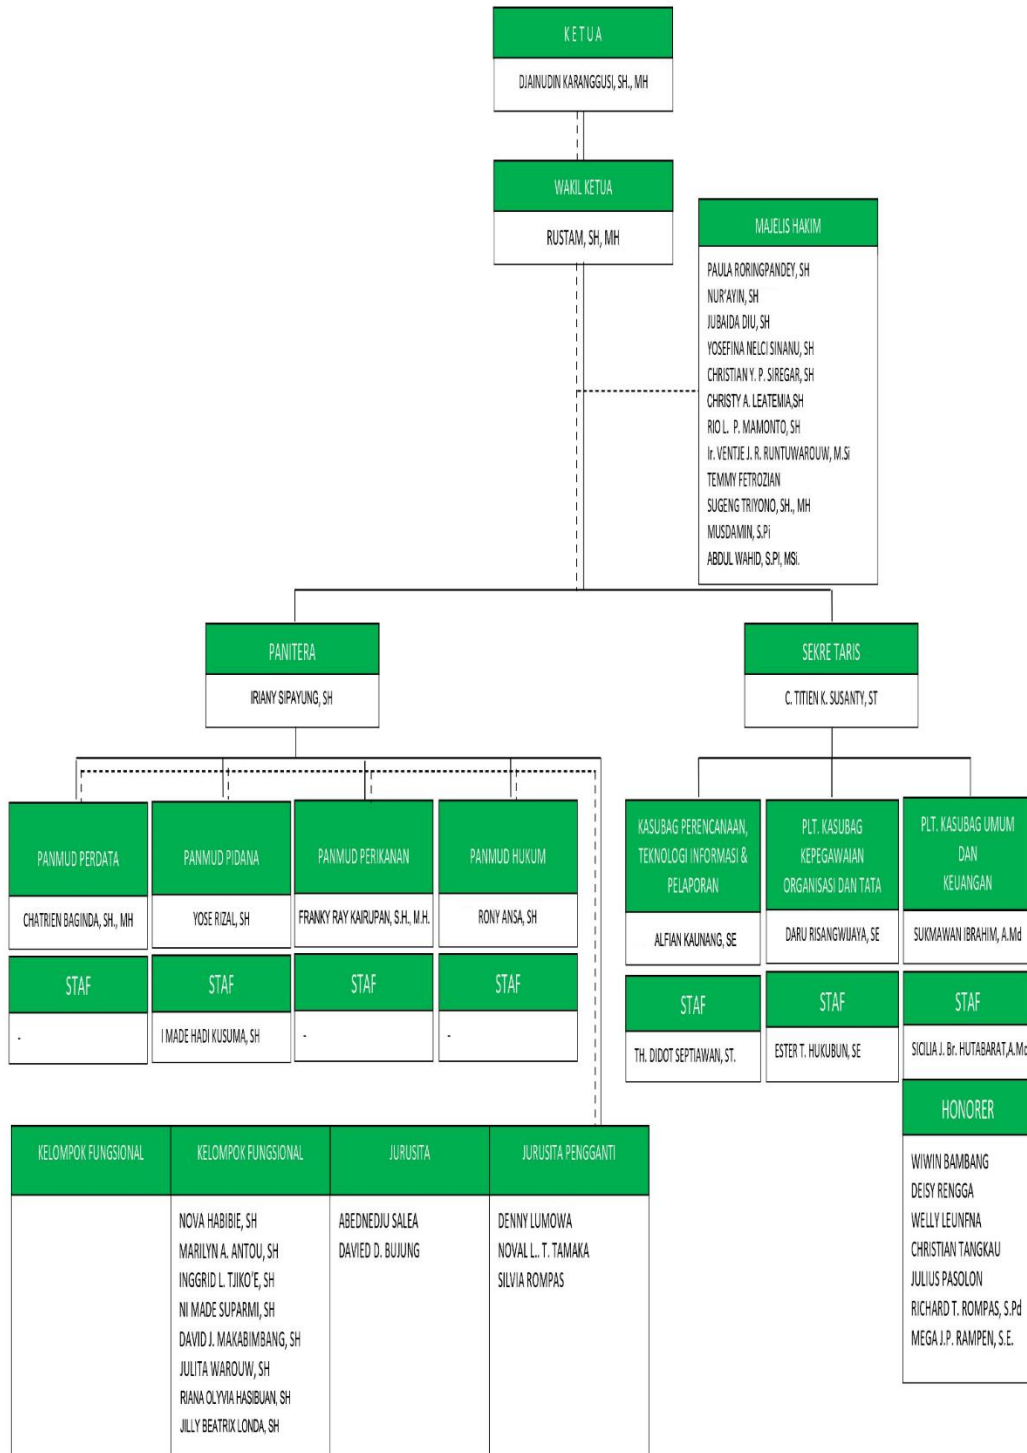 KETUA
DJAINUDIN KARANGGUSI, SH., MH
WAKIL KETUA
RUSTAM, SH, MH
MAJELIS HAKIM
PAULA RORINGPANDEY, SH
NUR'AYIN, SH
JUBAIDA DIU, SH
YOSEFINA NELCI SINANU, SH
CHRISTIAN Y. P. SIREGAR, SH
CHRISTY A. LEATEMIA,SH
RIO L. P. MAMONTO, SH
Ir. VENTJE J. R. RUNTUWAROUW, M.Si
TEMMY FETROZIAN
SUGENG TRIYONO, SH., MH
MUSDAMIN, S.Pi
ABDUL WAHID, S.PI, MSi.
PANITERA
IRIANY SIPAYUNG, SH
SEKRE TARIS
C. TITIEN K. SUSANTY, ST
PANMUD PERDATA
CHATRIEN BAGINDA, SH., MH
STAF
-
PANMUD PIDANA
YOSE RIZAL, SH
STAF
I MADE HADI KUSUMA, SH
PANMUD PERIKANAN
FRANKY RAY KAIRUPAN, S.H., M.H.
STAF
-
PANMUD HUKUM
RONY ANSA, SH
STAF
-
KASUBAG PERENCANAAN,
TEKNOLOGI INFORMASI &
PELAPORAN
ALFIAN KAUNANG, SE
STAF
TH. DIDOT SEPTIAWAN, ST.
PLT. KASUBAG
KEPEGAWAIAN
ORGANISASI DAN TATA
DARU RISANGWIJAYA, SE
STAF
ESTER T. HUKUBUN, SE
PLT. KASUBAG UMUM
DAN
KEUANGAN
SUKMAWAN IBRAHIM, A.Md
STAF
SICILIA J. Br. HUTABARAT,A.Md
HONORER
WIWIN BAMBANG
DEISY RENGGA
WELLY LEUNFNA
CHRISTIAN TANGKAU
JULIUS PASOLON
RICHARD T. ROMPAS, S.Pd
MEGA J.P. RAMPEN, S.E.
KELOMPOK FUNGSIONAL
KELOMPOK FUNGSIONAL
NOVA HABIBIE, SH
MARILYN A. ANTOU, SH
INGGRID L. TJIKO'E, SH
NI MADE SUPARMI, SH
DAVID J. MAKABIMBANG, SH
JULITA WAROUW, SH
RIANA OLYVIA HASIBUAN, SH
JILLY BEATRIX LONDA, SH
JURUSITA
ABEDNEDJU SALEA
DAVIED D. BUJUNG
JURUSITA PENGGANTI
DENNY LUMOWA
NOVAL L.. T. TAMAKA
SILVIA ROMPAS